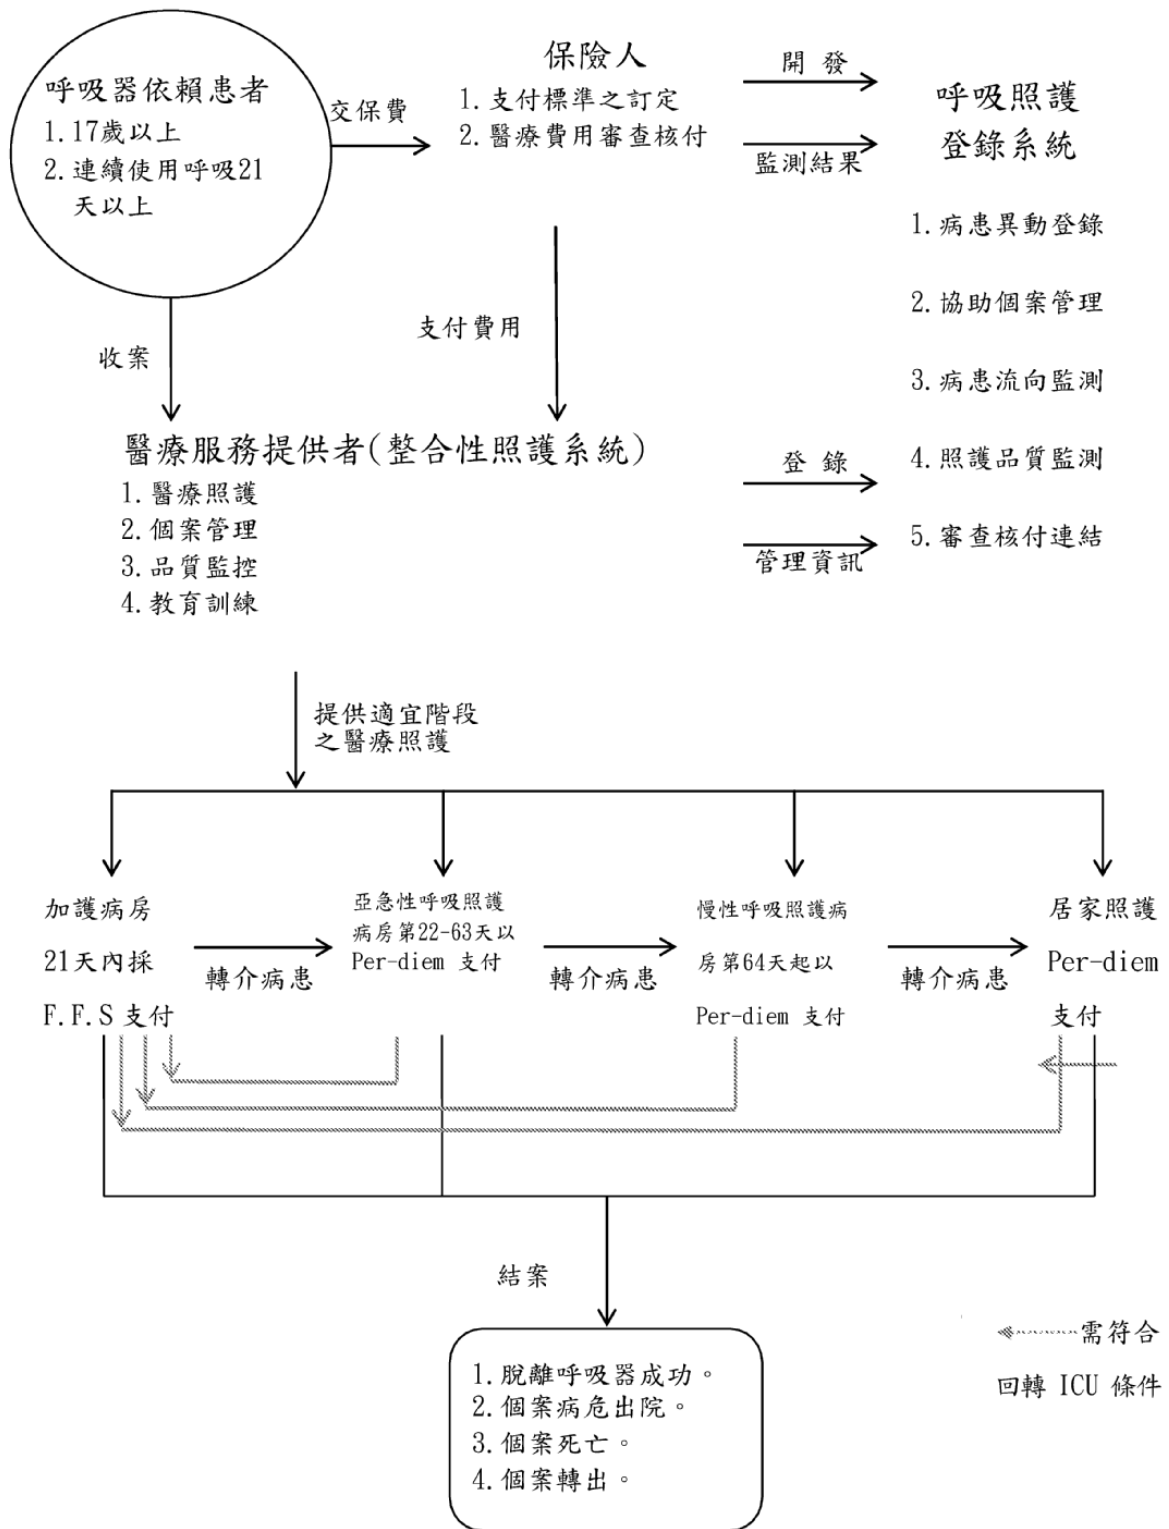 呼吸器依賴患者
1.17歲以上
2.連續使用呼吸21
天以上
交保費
保險人
1.支付標準之訂定
2.醫療費用審查核付
開發
監測結果
呼吸照護
登錄系統
1.病患異動登錄
2.協助個案管理
3.病患流向監測
4.照護品質監測
5.審查核付連結
收案
支付費用
醫療服務提供者(整合性照護系統)
1.醫療照護
2.個案管理
3.品質監控
4.教育訓練
登錄
管理資訊
提供適宜階段
之醫療照護
加護病房
21天內採
F.F.S 支付
轉介病患
亞急性呼吸照護
病房第22-63天以
Per-diem 支付
轉介病患
慢性呼吸照護病
房第64天起以
Per-diem 支付
轉介病患
居家照護
Per-diem
支付
結案
1.脫離呼吸器成功。
2.個案病危出院。
3.個案死亡。
4.個案轉出。
需符合
回轉 ICU 條件